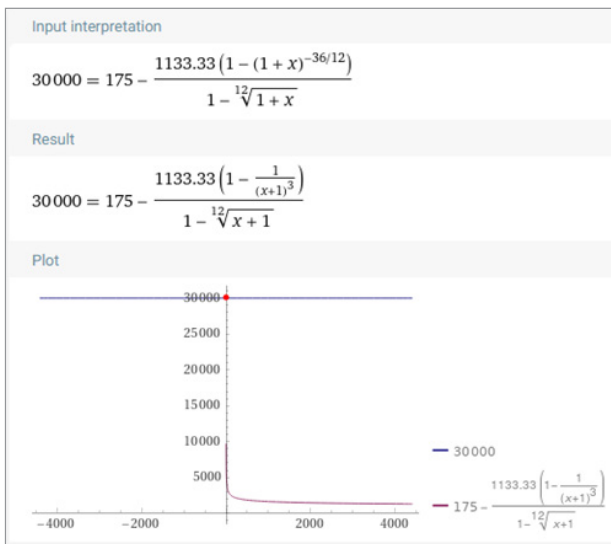 Input interpretation
30000 = 175 − 1133.33 (1 − (1 + x)^(−36/12)) / (1 − ¹²√(1 + x))
Result
30000 = 175 − 1133.33 (1 − 1/(x+1)³) / (1 − ¹²√(x + 1))
Plot
30000
25000
20000
15000
10000
5000
−4000 −2000 2000 4000
30000
175 − 1133.33 (1 − 1/(x+1)³) / (1 − ¹²√(x+1))